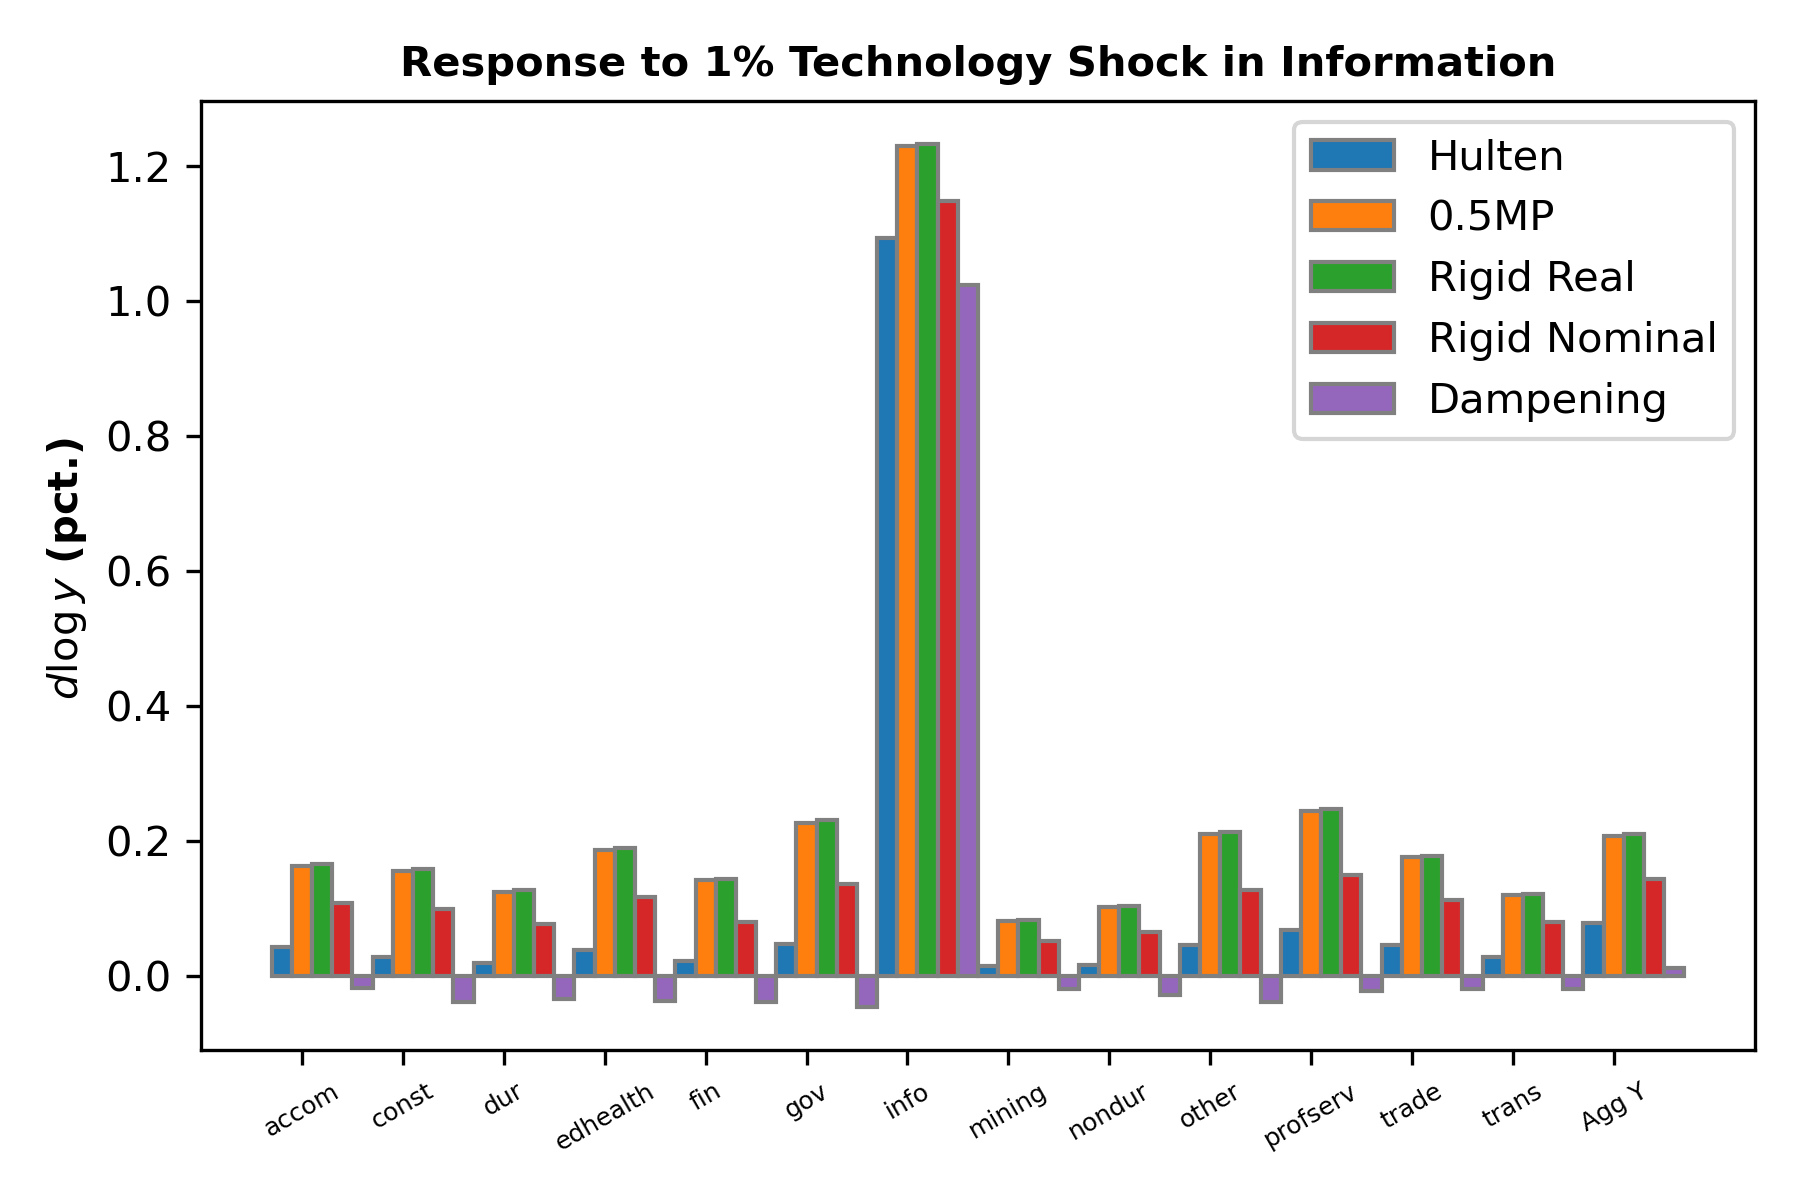 Response to 1% Technology Shock in Information
dlog y (pct.)
1.2
1.0
0.8
0.6
0.4
0.2
0.0
Hulten
0.5MP
Rigid Real
Rigid Nominal
Dampening
accom const dur edhealth fin gov info mining nondur other profserv trade trans Agg Y